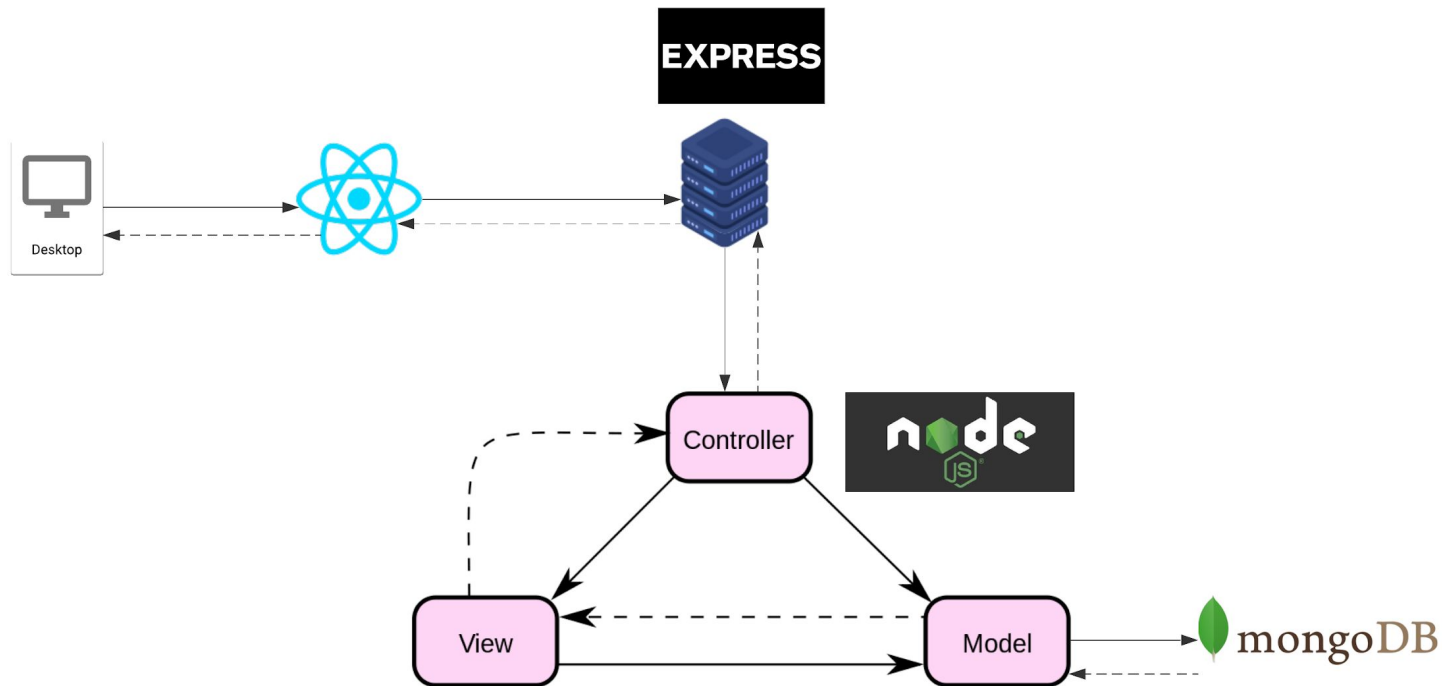 EXPRESS
Desktop
Controller
node
JS
View
Model
mongoDB